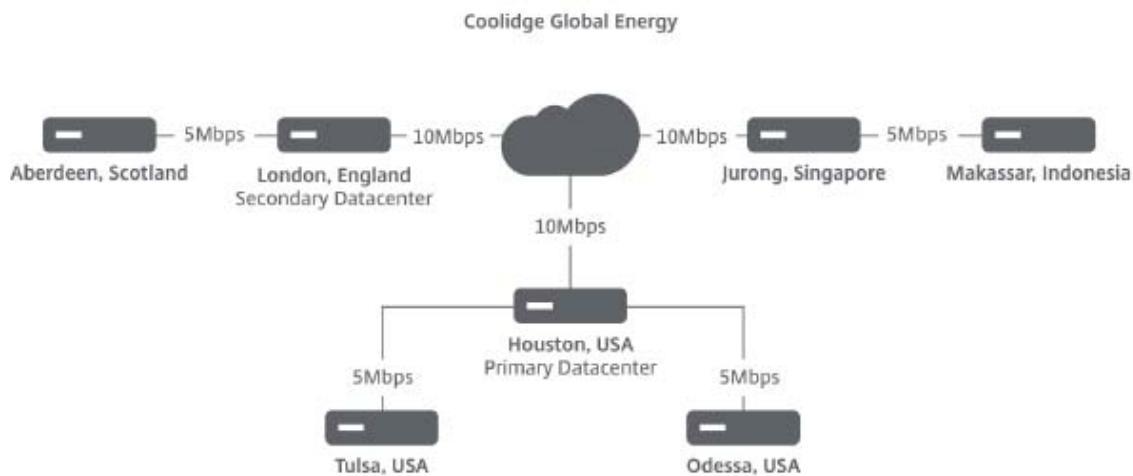 Coolidge Global Energy
5Mbps
10Mbps
10Mbps
5Mbps
Aberdeen, Scotland
London, England
Secondary Datacenter
Jurong, Singapore
Makassar, Indonesia
10Mbps
Houston, USA
Primary Datacenter
5Mbps
5Mbps
Tulsa, USA
Odessa, USA